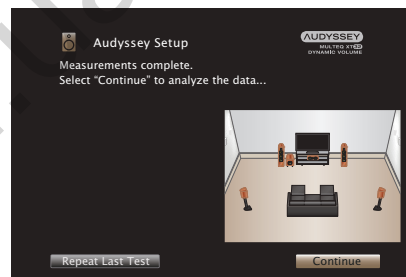 Audyssey Setup
AUDYSSEY
MULTEQ XT32
DYNAMIC VOLUME
Measurements complete.
Select “Continue” to analyze the data...
Repeat Last Test
Continue